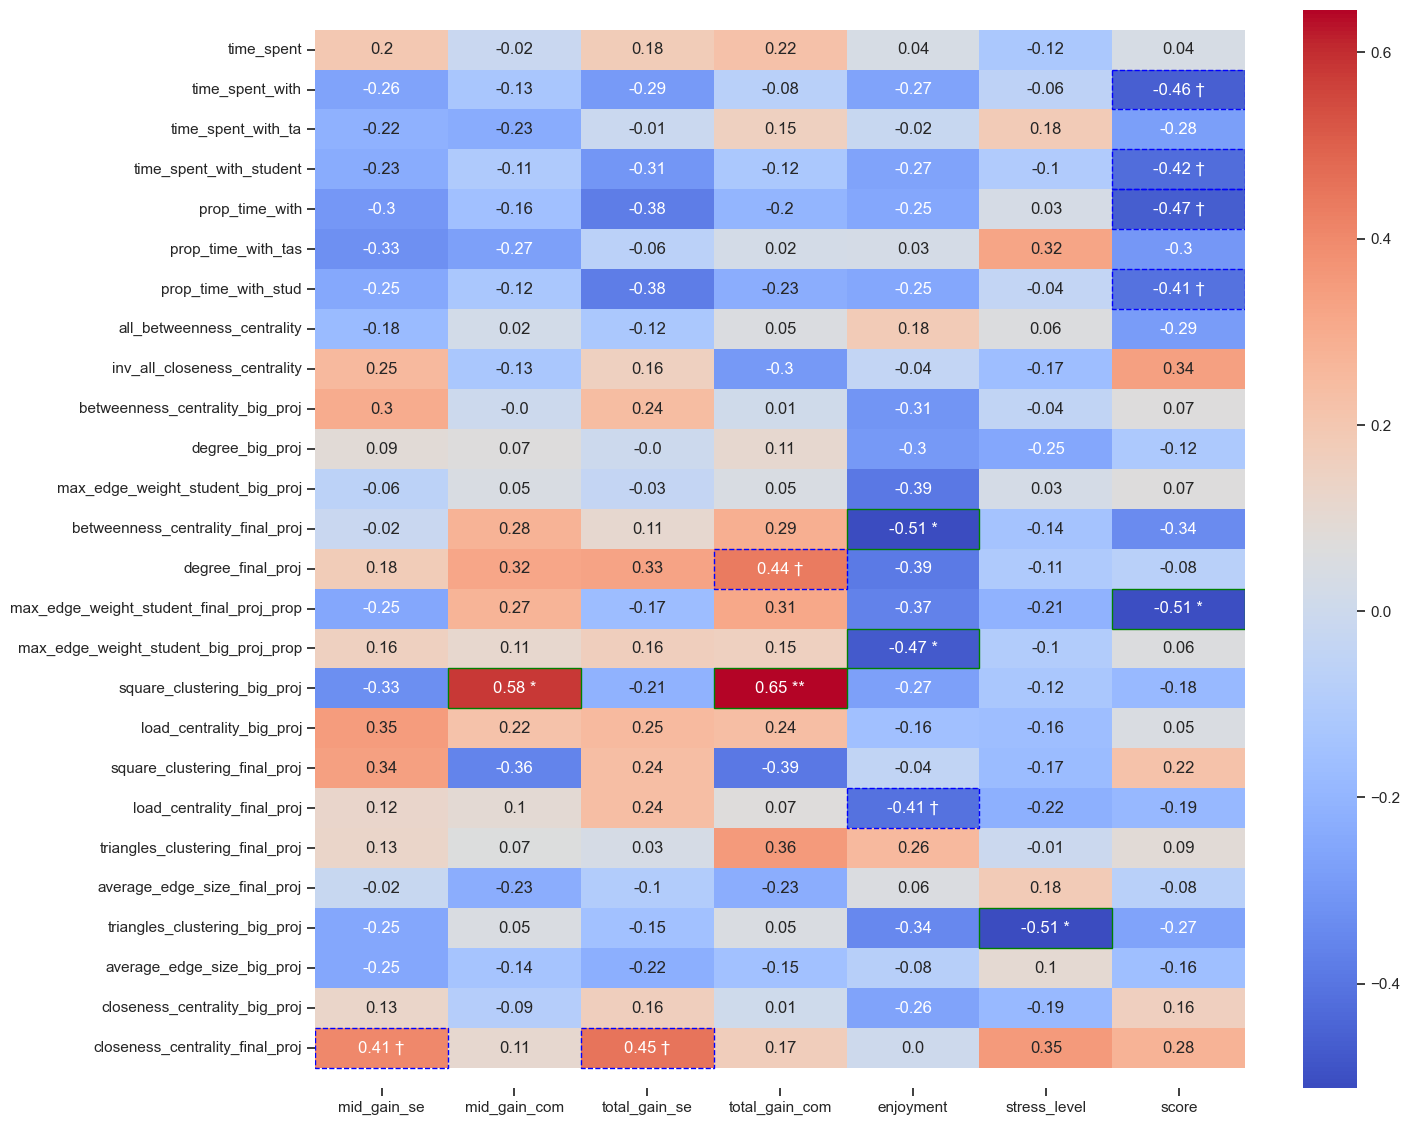 time_spent 0.2 -0.02 0.18 0.22 0.04 -0.12 0.04
0.6
time_spent_with -0.26 -0.13 -0.29 -0.08 -0.27 -0.06 -0.46 †
time_spent_with_ta -0.22 -0.23 -0.01 0.15 -0.02 0.18 -0.28
time_spent_with_student -0.23 -0.11 -0.31 -0.12 -0.27 -0.1 -0.42 †
prop_time_with -0.3 -0.16 -0.38 -0.2 -0.25 0.03 -0.47 †
prop_time_with_tas -0.33 -0.27 -0.06 0.02 0.03 0.32 -0.3
0.4
prop_time_with_stud -0.25 -0.12 -0.38 -0.23 -0.25 -0.04 -0.41 †
all_betweenness_centrality -0.18 0.02 -0.12 0.05 0.18 0.06 -0.29
inv_all_closeness_centrality 0.25 -0.13 0.16 -0.3 -0.04 -0.17 0.34
betweenness_centrality_big_proj 0.3 -0.0 0.24 0.01 -0.31 -0.04 0.07
0.2
degree_big_proj 0.09 0.07 -0.0 0.11 -0.3 -0.25 -0.12
max_edge_weight_student_big_proj -0.06 0.05 -0.03 0.05 -0.39 0.03 0.07
betweenness_centrality_final_proj -0.02 0.28 0.11 0.29 -0.51 * -0.14 -0.34
degree_final_proj 0.18 0.32 0.33 0.44 † -0.39 -0.11 -0.08
max_edge_weight_student_final_proj_prop -0.25 0.27 -0.17 0.31 -0.37 -0.21 -0.51 *
0.0
max_edge_weight_student_big_proj_prop 0.16 0.11 0.16 0.15 -0.47 * -0.1 0.06
square_clustering_big_proj -0.33 0.58 * -0.21 0.65 ** -0.27 -0.12 -0.18
load_centrality_big_proj 0.35 0.22 0.25 0.24 -0.16 -0.16 0.05
square_clustering_final_proj 0.34 -0.36 0.24 -0.39 -0.04 -0.17 0.22
−0.2
load_centrality_final_proj 0.12 0.1 0.24 0.07 -0.41 † -0.22 -0.19
triangles_clustering_final_proj 0.13 0.07 0.03 0.36 0.26 -0.01 0.09
average_edge_size_final_proj -0.02 -0.23 -0.1 -0.23 0.06 0.18 -0.08
triangles_clustering_big_proj -0.25 0.05 -0.15 0.05 -0.34 -0.51 * -0.27
average_edge_size_big_proj -0.25 -0.14 -0.22 -0.15 -0.08 0.1 -0.16
−0.4
closeness_centrality_big_proj 0.13 -0.09 0.16 0.01 -0.26 -0.19 0.16
closeness_centrality_final_proj 0.41 † 0.11 0.45 † 0.17 0.0 0.35 0.28
mid_gain_se mid_gain_com total_gain_se total_gain_com enjoyment stress_level score